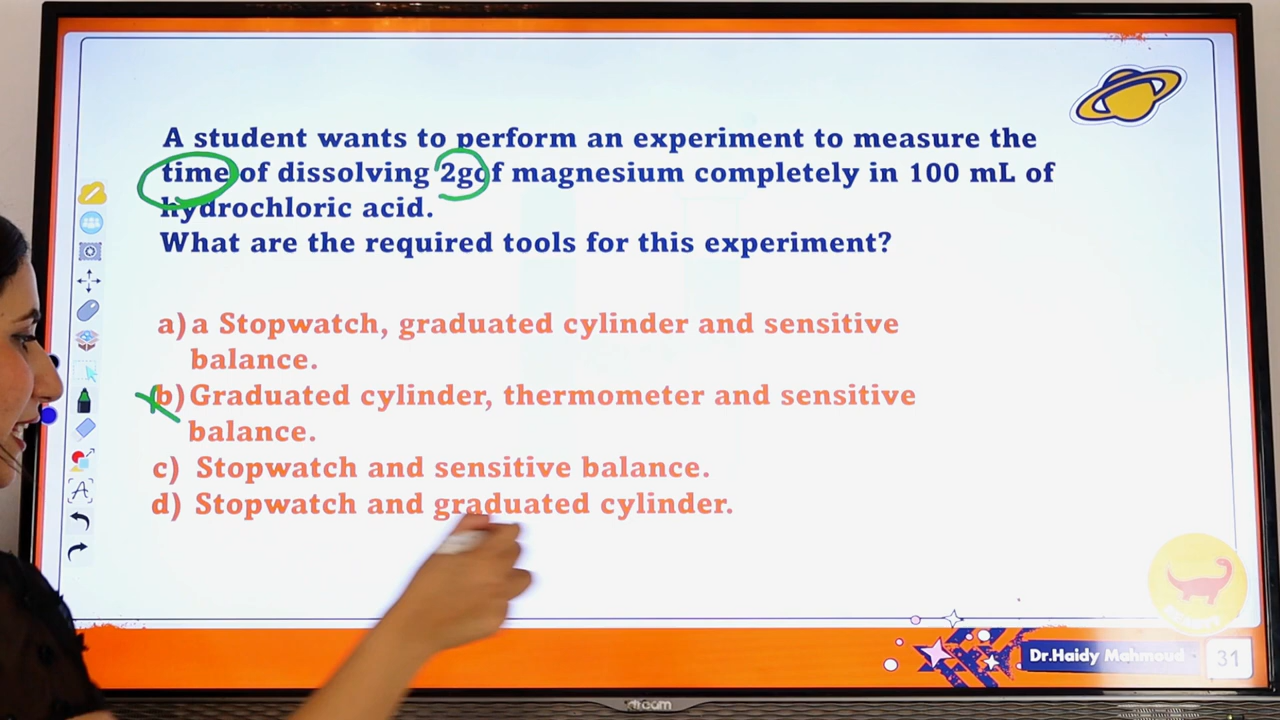 A student wants to perform an experiment to measure the
time of dissolving 2g of magnesium completely in 100 mL of
hydrochloric acid.
What are the required tools for this experiment?
a) a Stopwatch, graduated cylinder and sensitive
balance.
b) Graduated cylinder, thermometer and sensitive
balance.
c) Stopwatch and sensitive balance.
d) Stopwatch and graduated cylinder.
Dr.Haidy Mahmoud
31
dream